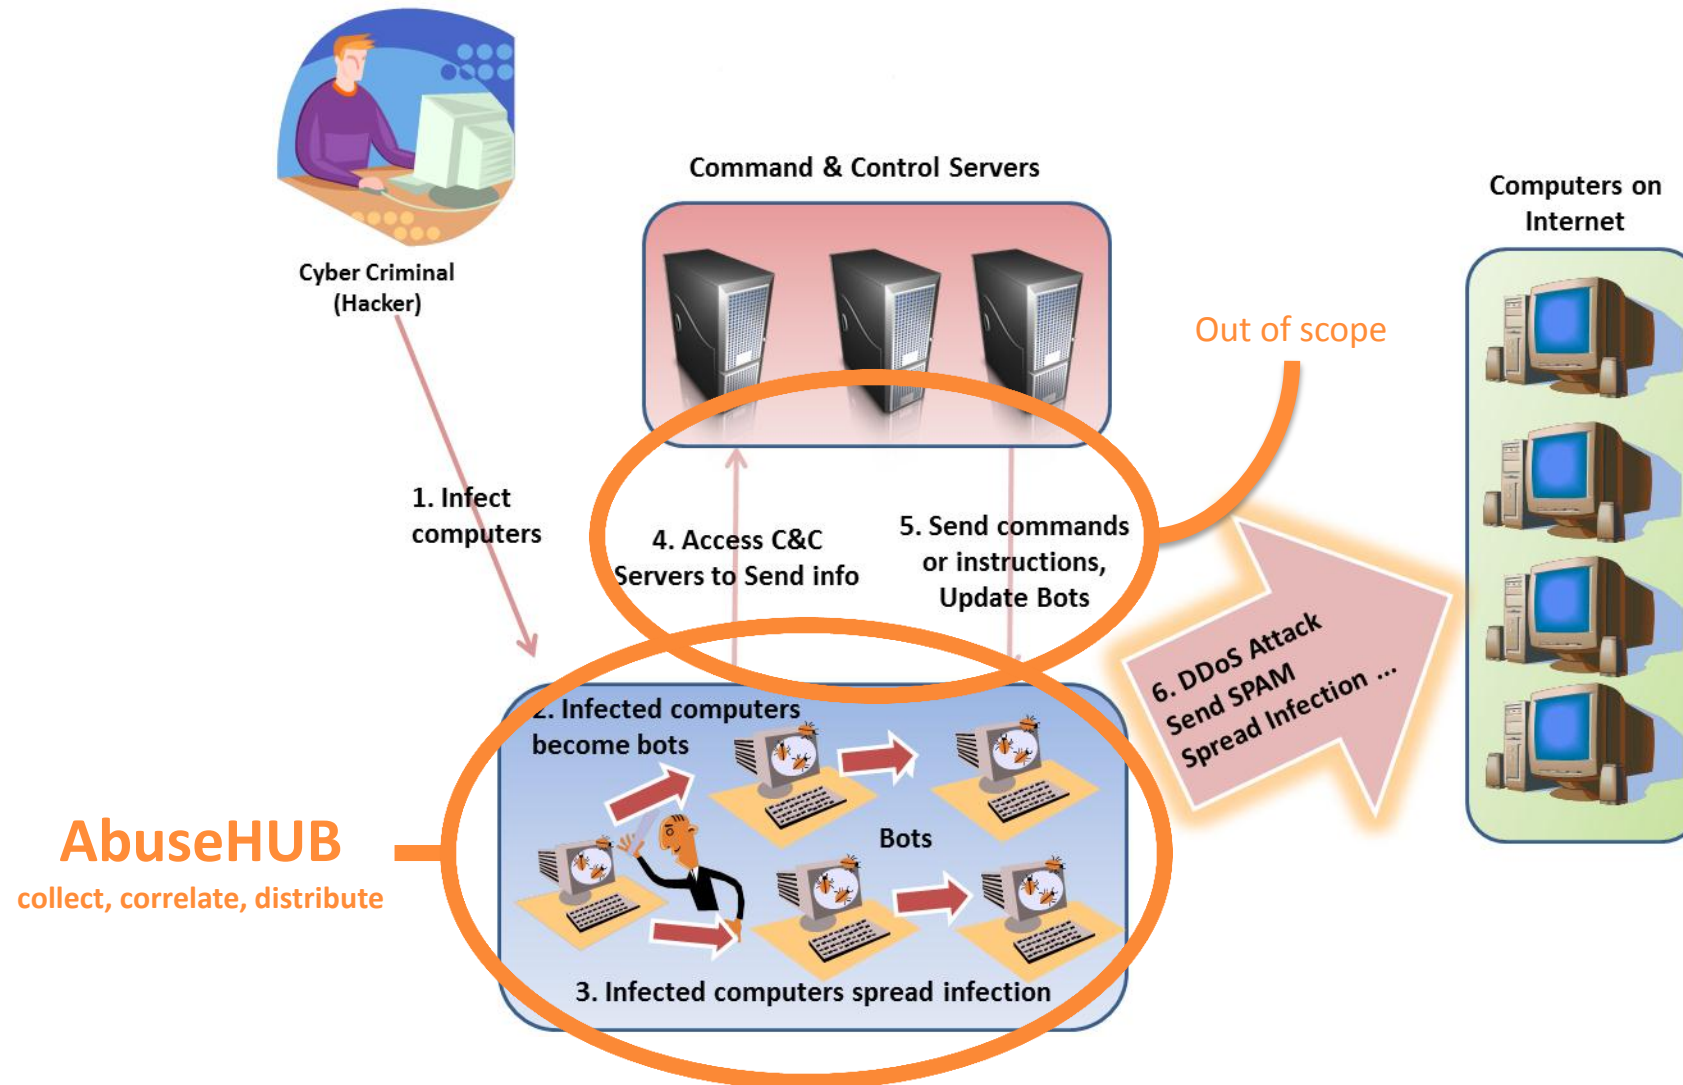 Cyber Criminal
(Hacker)
Command & Control Servers
Computers on
Internet
Out of scope
1. Infect
computers
4. Access C&C
Servers to Send info
5. Send commands
or instructions,
Update Bots
6. DDoS Attack
Send SPAM
Spread Infection ...
2. Infected computers
become bots
Bots
3. Infected computers spread infection
AbuseHUB
collect, correlate, distribute